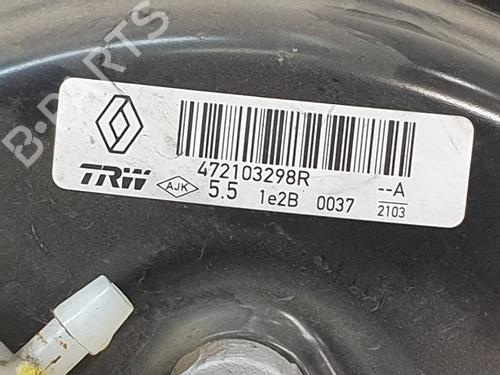 B-PARTS
472103298R
--A
TRW AJK 5.5 1e2B 0037 2103